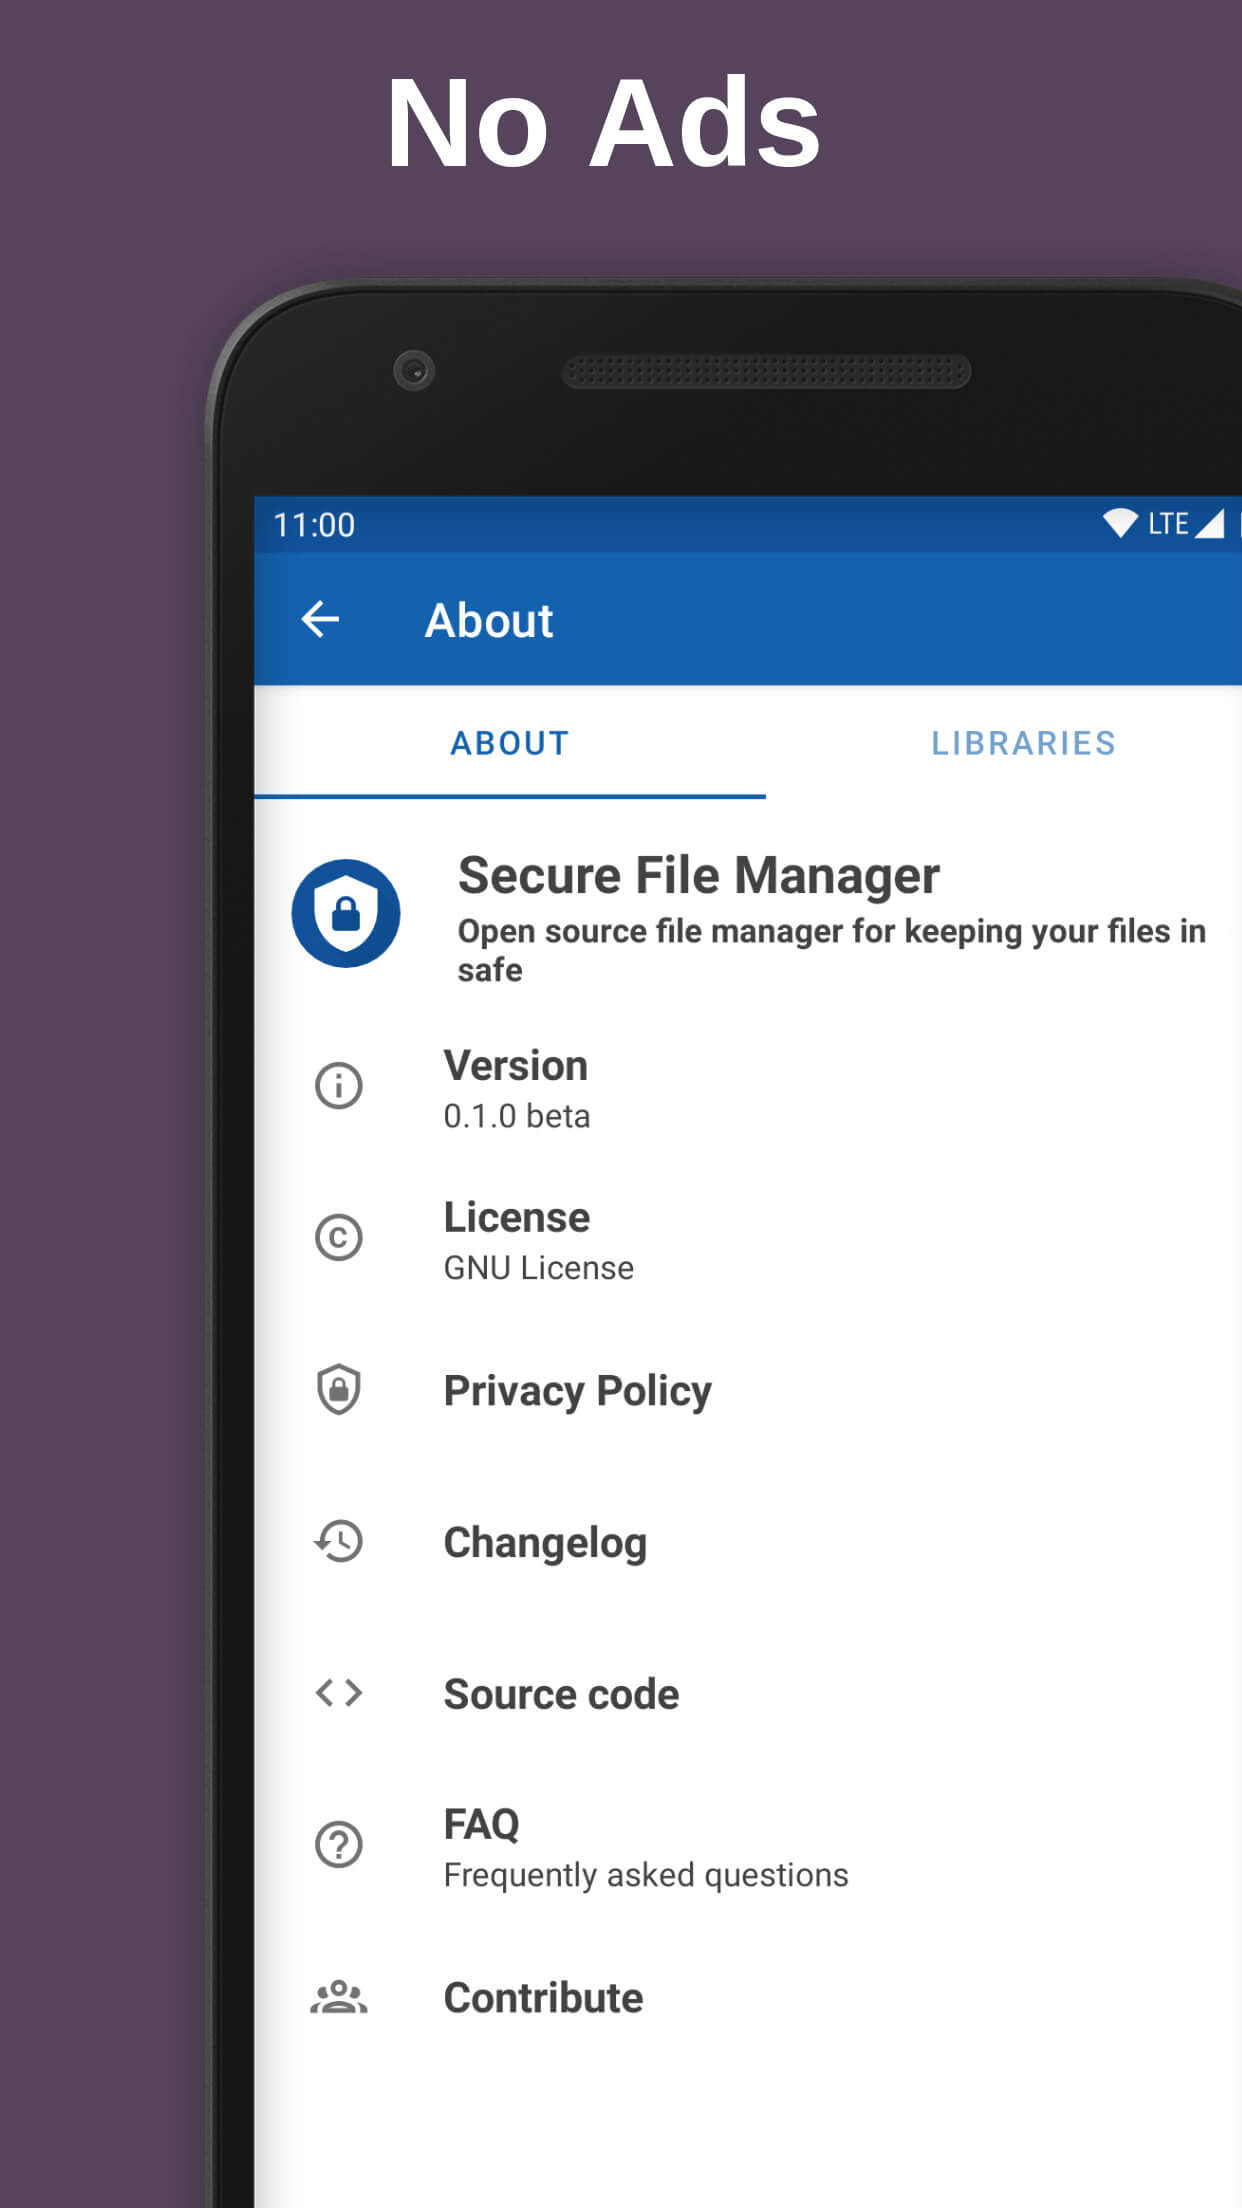 No Ads
11:00
LTE
About
ABOUT
LIBRARIES
Secure File Manager
Open source file manager for keeping your files in
safe
Version
0.1.0 beta
License
GNU License
Privacy Policy
Changelog
Source code
FAQ
Frequently asked questions
Contribute